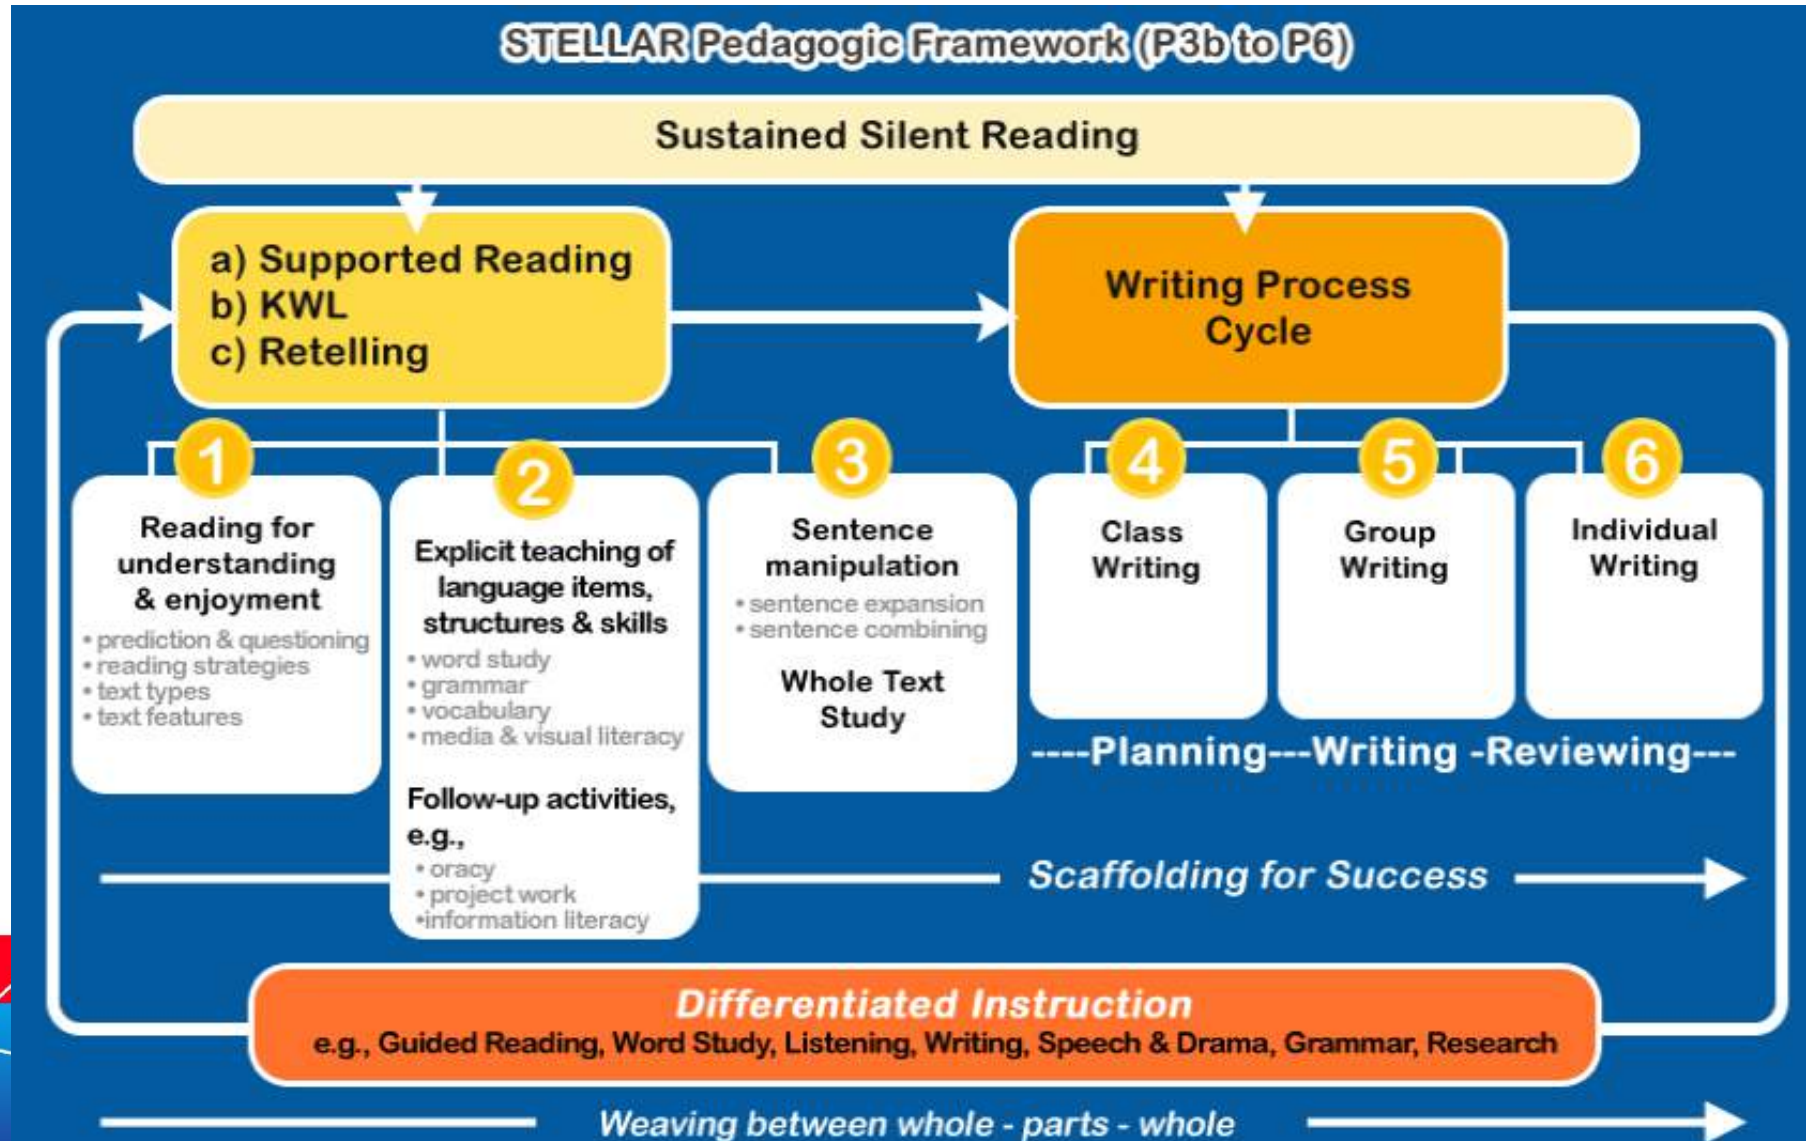 STELLAR Pedagogic Framework (P3b to P6)
Sustained Silent Reading
a) Supported Reading
b) KWL
c) Retelling
Writing Process
Cycle
1
Reading for
understanding
& enjoyment
• prediction & questioning
• reading strategies
• text types
• text features
2
Explicit teaching of
language items,
structures & skills
• word study
• grammar
• vocabulary
• media & visual literacy
Follow-up activities,
e.g.,
• oracy
• project work
•information literacy
3
Sentence
manipulation
• sentence expansion
• sentence combining
Whole Text
Study
4
Class
Writing
5
Group
Writing
6
Individual
Writing
----Planning---Writing -Reviewing---
Scaffolding for Success
Differentiated Instruction
e.g., Guided Reading, Word Study, Listening, Writing, Speech & Drama, Grammar, Research
Weaving between whole - parts - whole